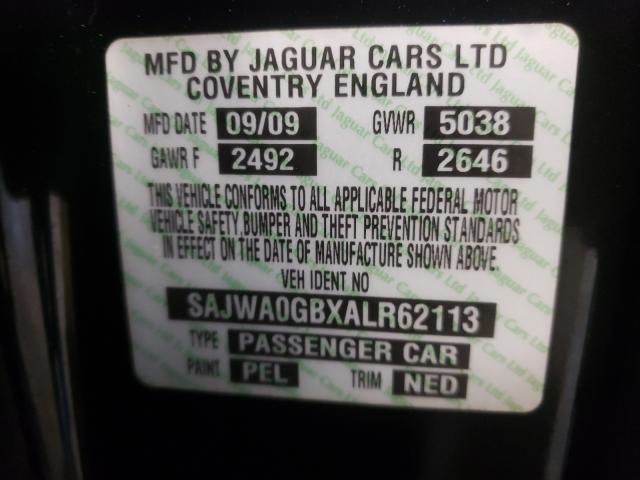 MFD BY JAGUAR CARS LTD
COVENTRY ENGLAND
MFD DATE 09/09 GVWR 5038
GAWR F 2492 R 2646
THIS VEHICLE CONFORMS TO ALL APPLICABLE FEDERAL MOTOR
VEHICLE SAFETY,BUMPER AND THEFT PREVENTION STANDARDS
IN EFFECT ON THE DATE OF MANUFACTURE SHOWN ABOVE.
VEH IDENT NO
SAJWA0GBXALR62113
TYPE PASSENGER CAR
PAINT PEL TRIM NED